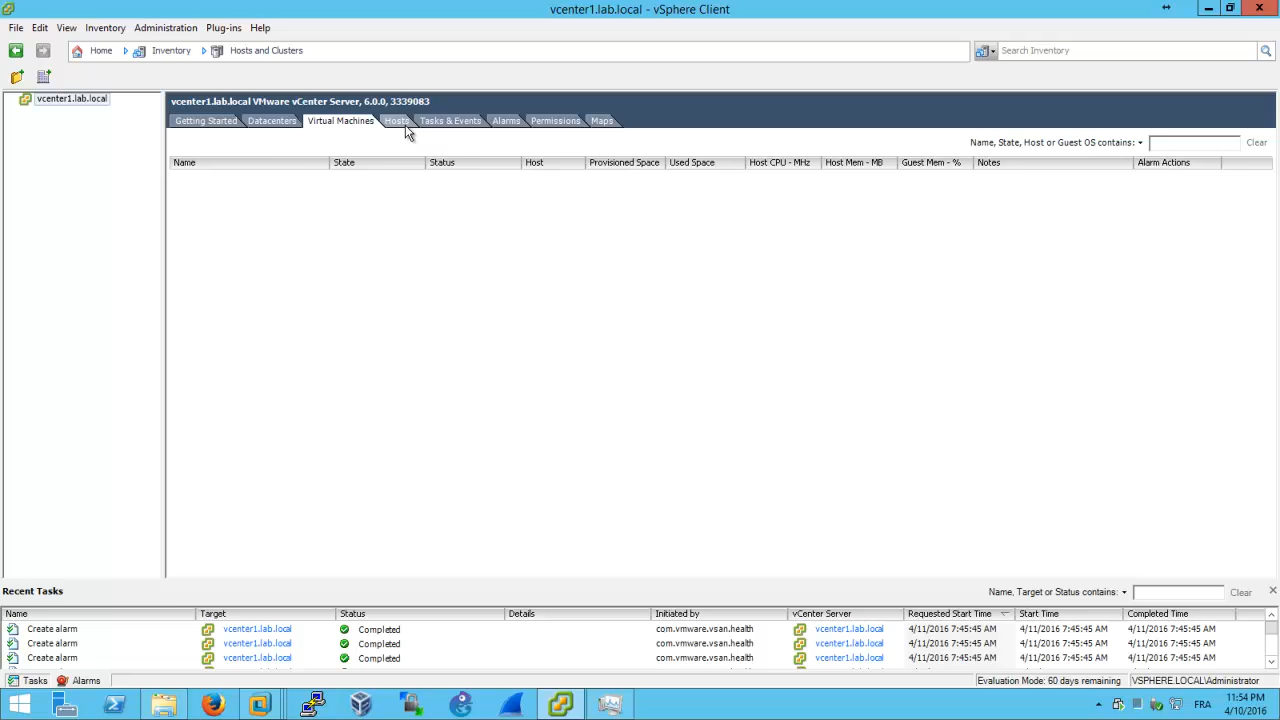 vcenter1.lab.local - vSphere Client
File Edit View Inventory Administration Plug-ins Help
Home Inventory Hosts and Clusters Search Inventory
vcenter1.lab.local
vcenter1.lab.local VMware vCenter Server, 6.0.0, 3339083
Getting Started Datacenters Virtual Machines Hosts Tasks & Events Alarms Permissions Maps
Name, State, Host or Guest OS contains: Clear
Name State Status Host Provisioned Space Used Space Host CPU - MHz Host Mem - MB Guest Mem - % Notes Alarm Actions
Recent Tasks Name, Target or Status contains: Clear
Name Target Status Details Initiated by vCenter Server Requested Start Time Start Time Completed Time
Create alarm vcenter1.lab.local Completed com.vmware.vsan.health vcenter1.lab.local 4/11/2016 7:45:45 AM 4/11/2016 7:45:45 AM 4/11/2016 7:45:45 AM
Create alarm vcenter1.lab.local Completed com.vmware.vsan.health vcenter1.lab.local 4/11/2016 7:45:45 AM 4/11/2016 7:45:45 AM 4/11/2016 7:45:45 AM
Create alarm vcenter1.lab.local Completed com.vmware.vsan.health vcenter1.lab.local 4/11/2016 7:45:45 AM 4/11/2016 7:45:45 AM 4/11/2016 7:45:45 AM
Tasks Alarms Evaluation Mode: 60 days remaining VSPHERE.LOCAL\Administrator
FRA 11:54 PM
4/10/2016